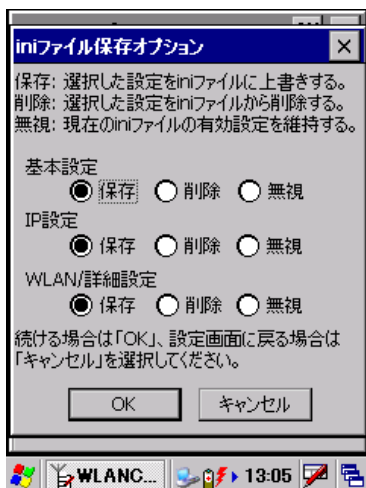 iniファイル保存オプション
保存: 選択した設定をiniファイルに上書きする。
削除: 選択した設定をiniファイルから削除する。
無視: 現在のiniファイルの有効設定を維持する。
基本設定
保存 削除 無視
IP設定
保存 削除 無視
WLAN/詳細設定
保存 削除 無視
続ける場合は「OK」、設定画面に戻る場合は
「キャンセル」を選択してください。
OK キャンセル
WLANC... 13:05